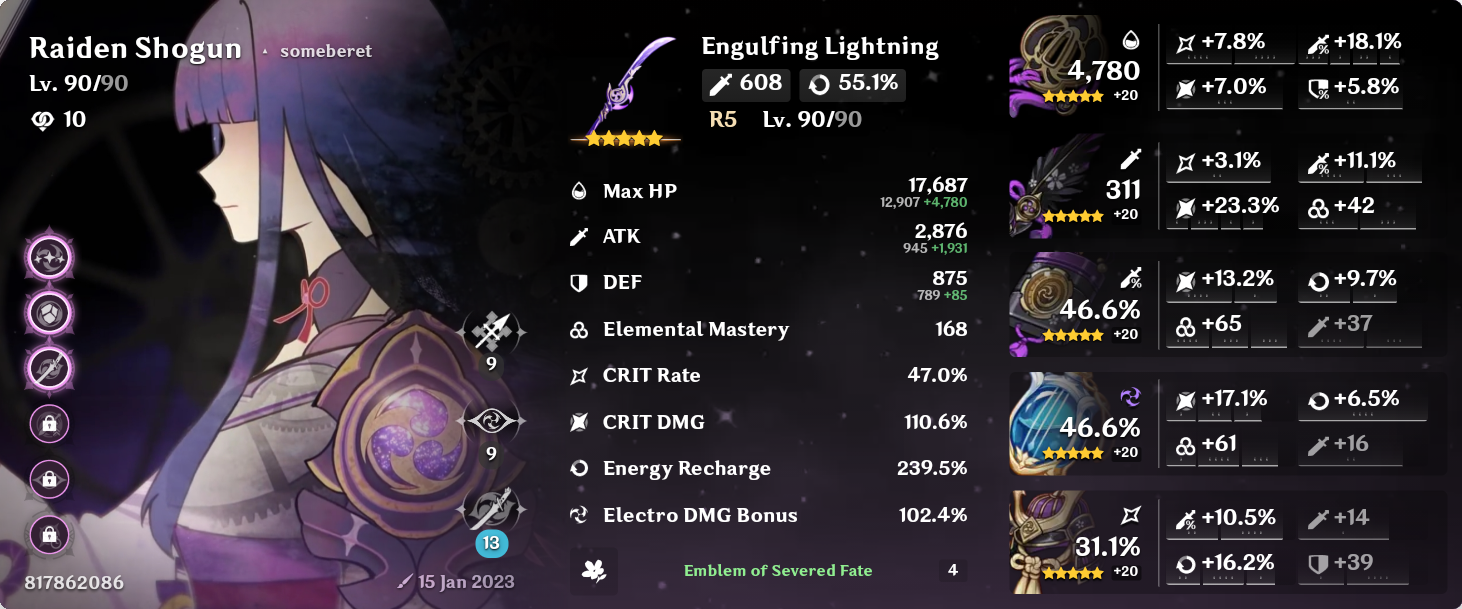 Raiden Shogun · someberet
Lv. 90/90
10
9
9
13
817862086
15 Jan 2023
Engulfing Lightning
608 55.1%
R5 Lv. 90/90
Max HP 17,687
12,907 +4,780
ATK 2,876
945 +1,931
DEF 875
789 +85
Elemental Mastery 168
CRIT Rate 47.0%
CRIT DMG 110.6%
Energy Recharge 239.5%
Electro DMG Bonus 102.4%
Emblem of Severed Fate 4
4,780
+20
+7.8% +18.1%
+7.0% +5.8%
311
+20
+3.1% +11.1%
+23.3% +42
46.6%
+20
+13.2% +9.7%
+65 +37
46.6%
+20
+17.1% +6.5%
+61 +16
31.1%
+20
+10.5% +14
+16.2% +39